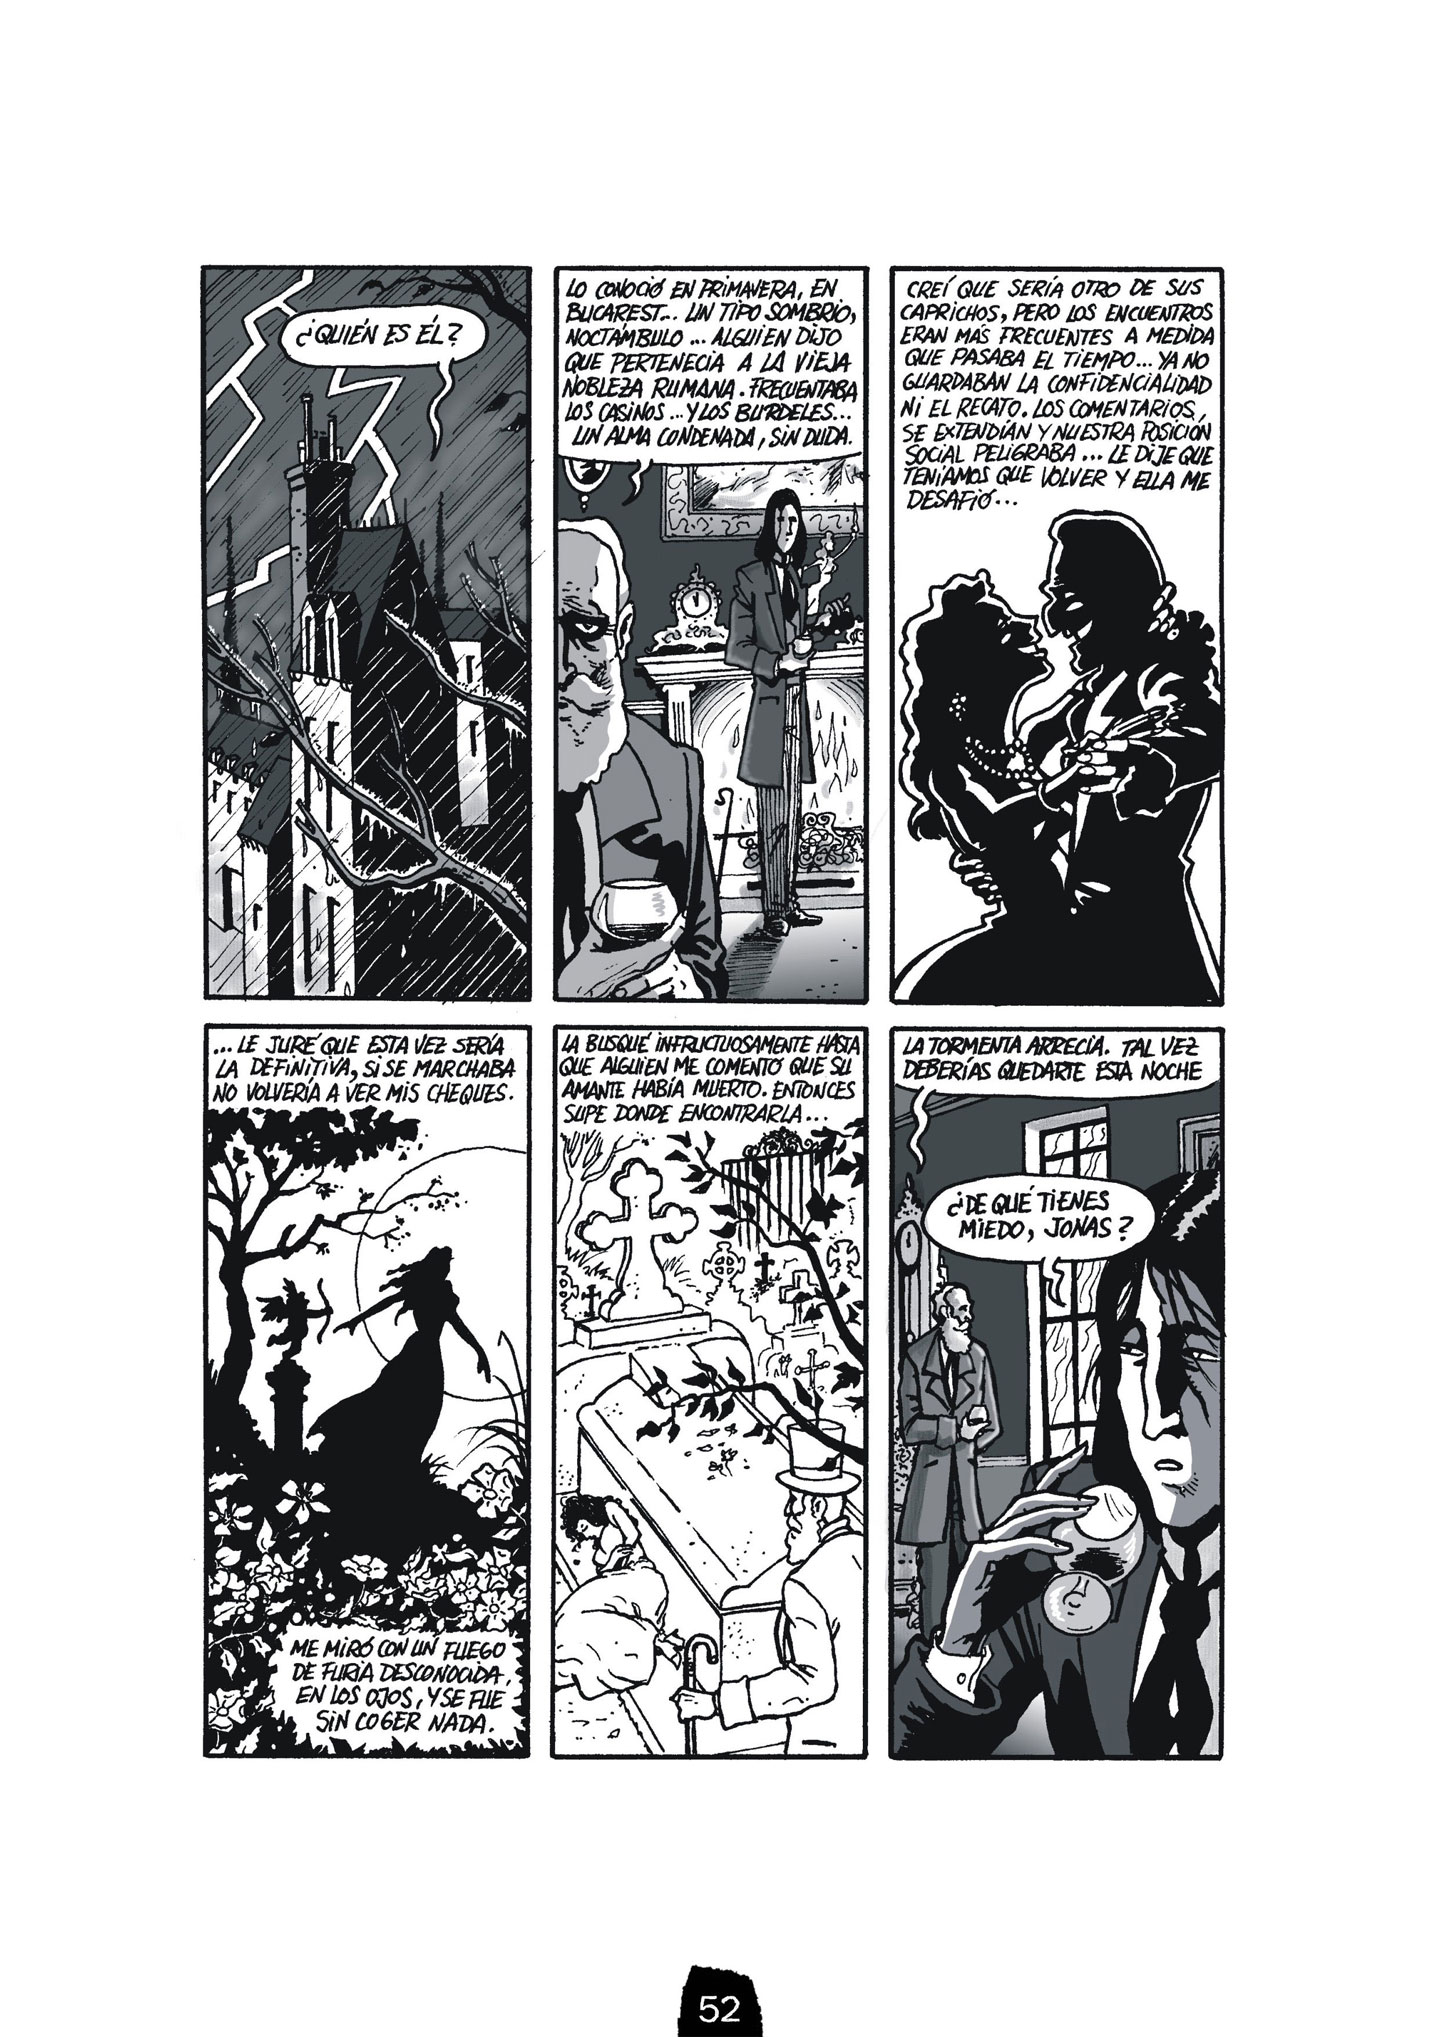 ¿QUIÉN ES ÉL?
LO CONOCIÓ EN PRIMAVERA, EN
BUCAREST... UN TIPO SOMBRIO,
NOCTÁMBULO... ALGUIEN DIJO
QUE PERTENECIA A LA VIEJA
NOBLEZA RUMANA. FRECUENTABA
LOS CASINOS... Y LOS BURDELES...
UN ALMA CONDENADA, SIN DUDA.
CREÍ QUE SERÍA OTRO DE SUS
CAPRICHOS, PERO LOS ENCUENTROS
ERAN MÁS FRECUENTES A MEDIDA
QUE PASABA EL TIEMPO... YA NO
GUARDABAN LA CONFIDENCIALIDAD
NI EL RECATO. LOS COMENTARIOS,
SE EXTENDIÁN Y NUESTRA POSICION
SOCIAL PELIGRABA... LE DIJE QUE
TENIAMOS QUE VOLVER Y ELLA ME
DESAFIÓ...
...LE JURÉ QUE ESTA VEZ SERÍA
LA DEFINITIVA, SI SE MARCHABA
NO VOLVERÍA A VER MIS CHEQUES.
ME MIRÓ CON UN FUEGO
DE FURIA DESCONOCIDA,
EN LOS OJOS, Y SE FUE
SIN COGER NADA.
LA BUSQUÉ INFRUCTUOSAMENTE HASTA
QUE ALGUIEN ME COMENTÓ QUE SU
AMANTE HABÍA MUERTO. ENTONCES
SUPE DONDE ENCONTRARLA...
LA TORMENTA ARRECIA. TAL VEZ
DEBERÍAS QUEDARTE ESTA NOCHE
¿DE QUÉ TIENES
MIEDO, JONAS?
52